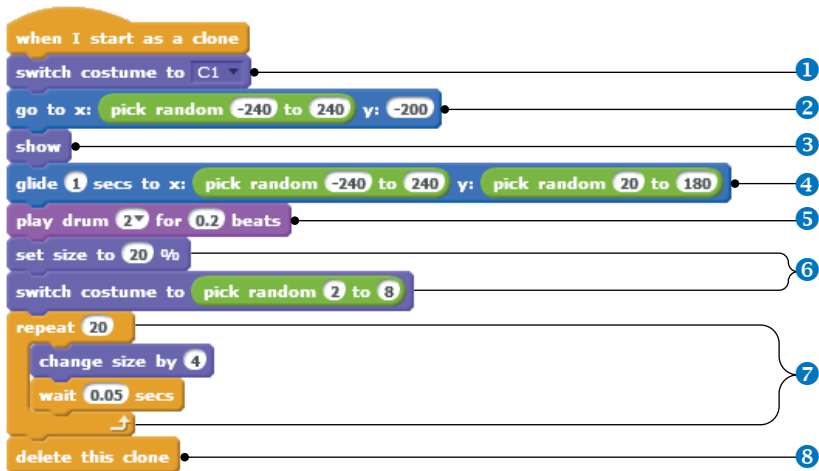 when I start as a clone
switch costume to C1 1
go to x: pick random -240 to 240 y: -200 2
show 3
glide 1 secs to x: pick random -240 to 240 y: pick random 20 to 180 4
play drum 2 for 0.2 beats 5
set size to 20 %
6
switch costume to pick random 2 to 8
repeat 20
change size by 4
7
wait 0.05 secs
delete this clone 8